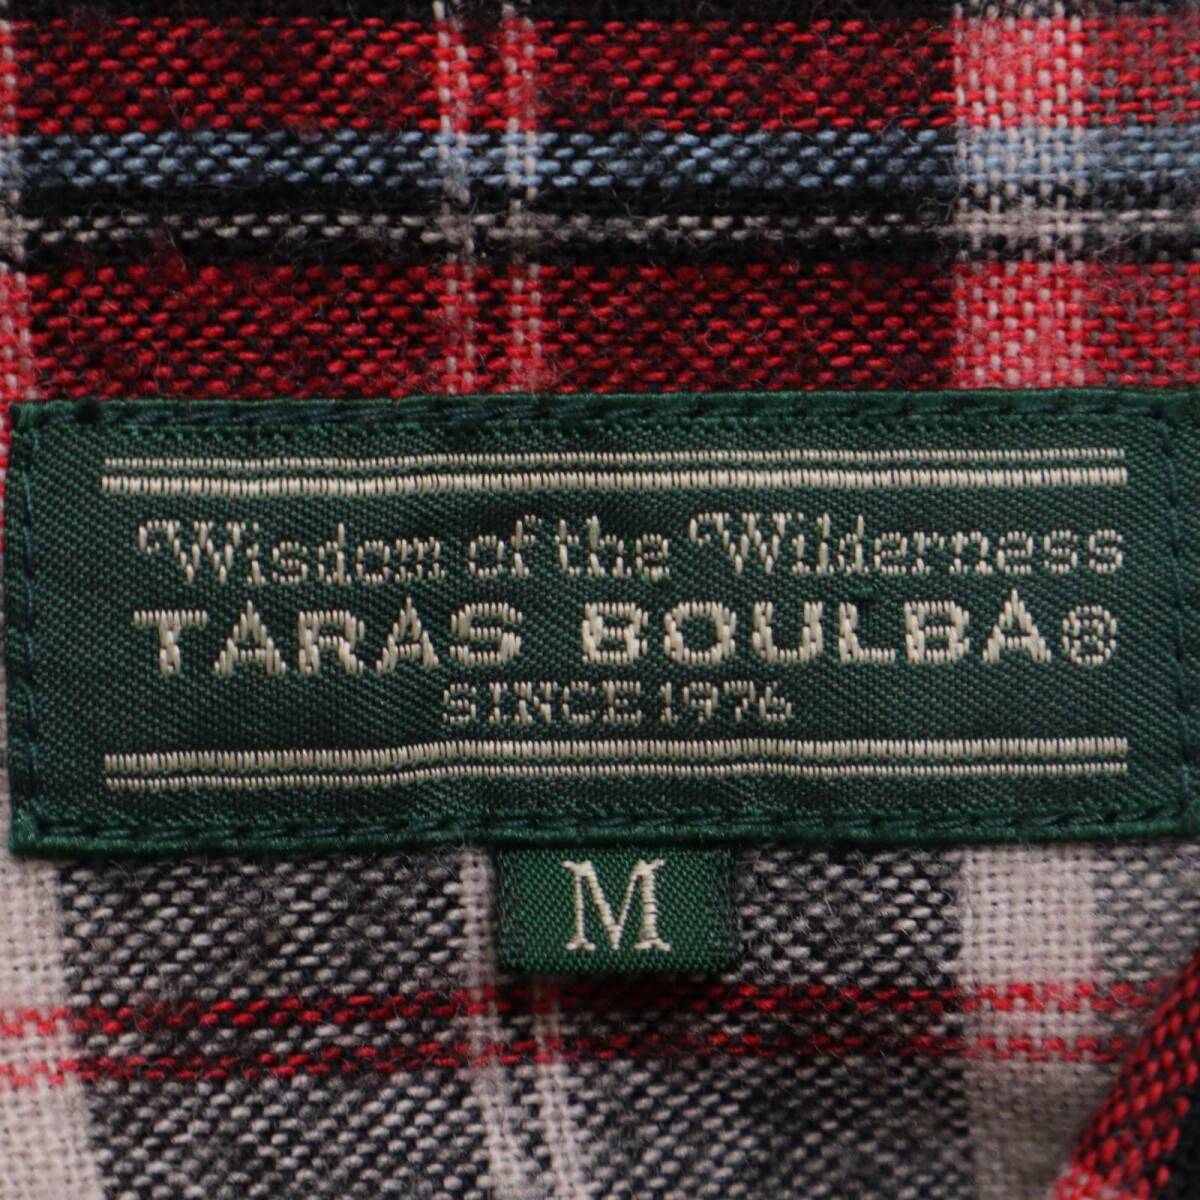 Wisdom of the Wilderness
TARAS BOULBA®
SINCE 1976
M